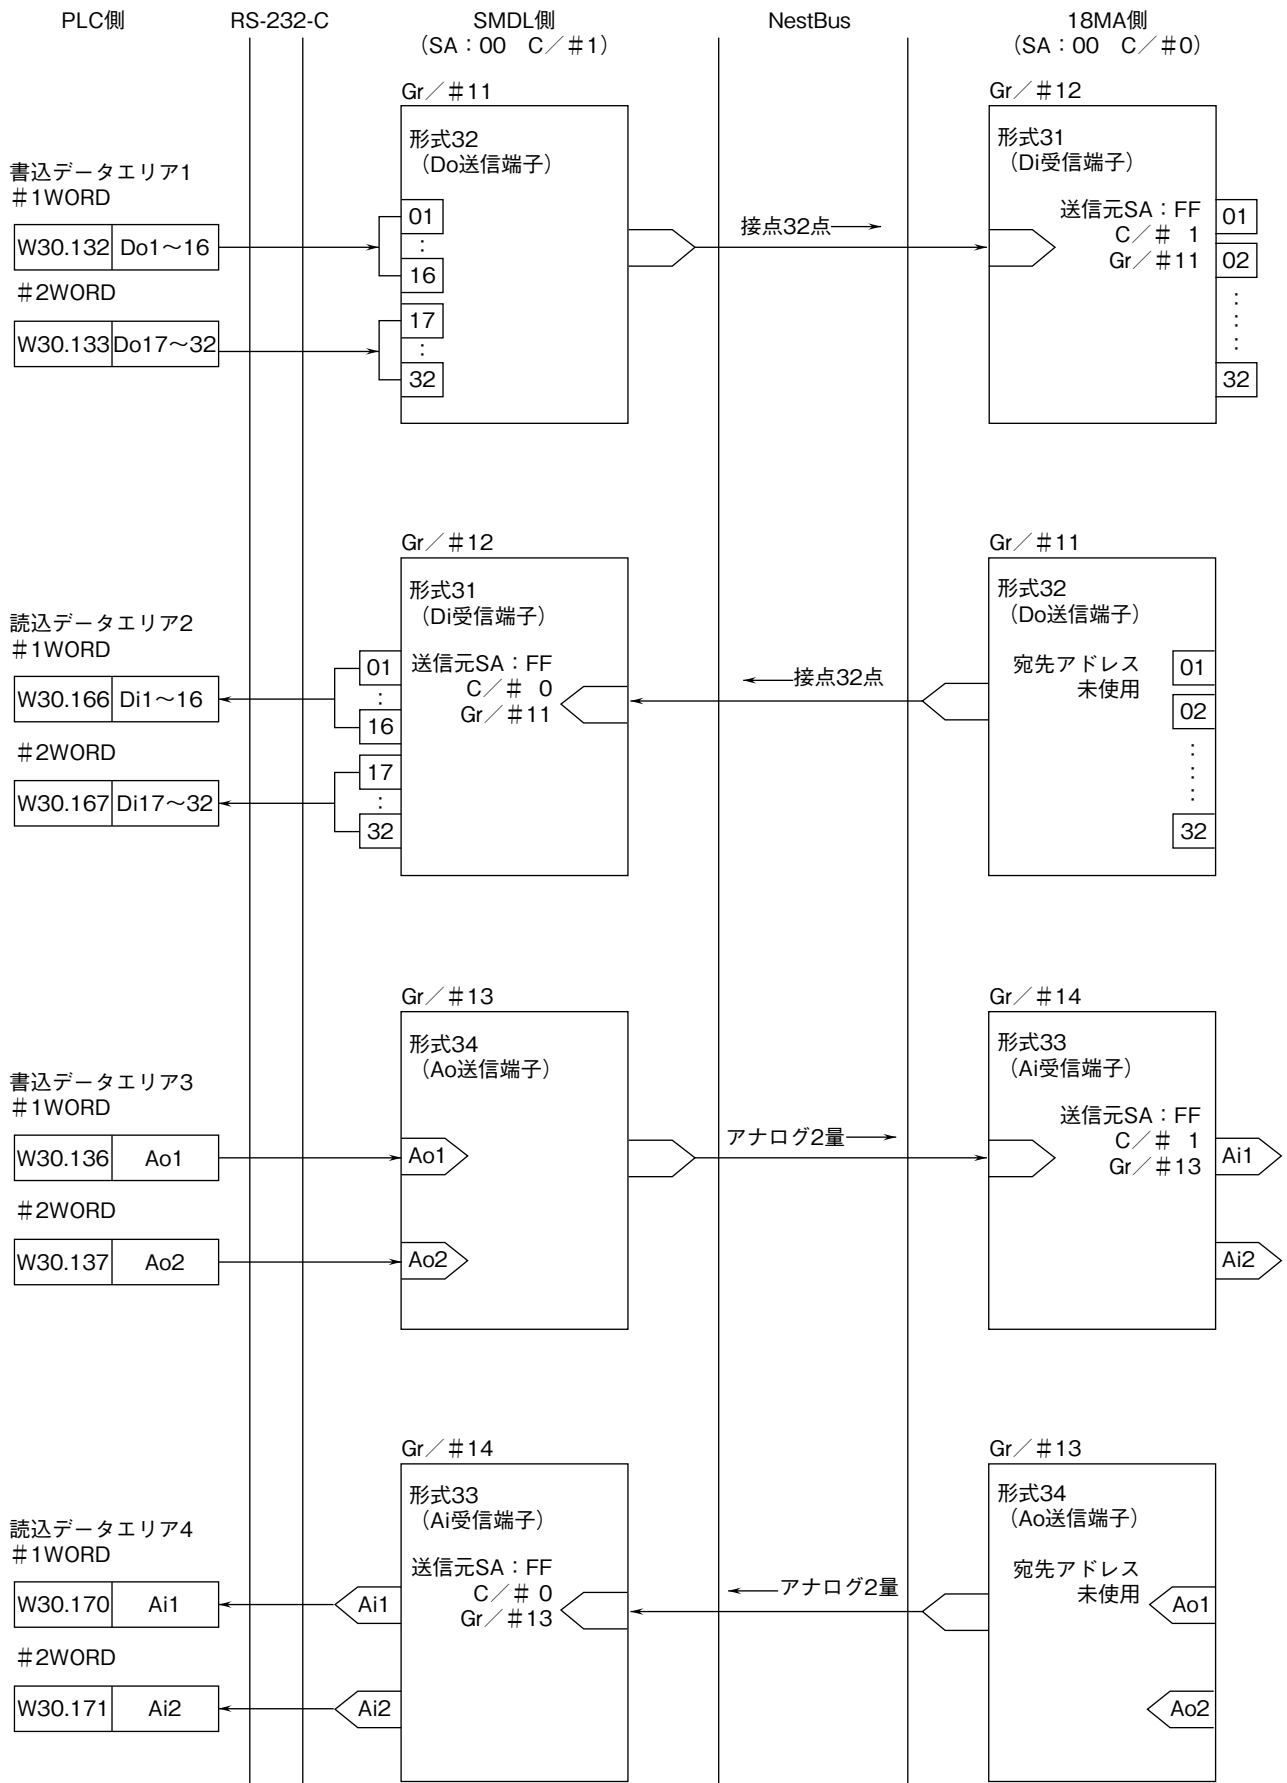 PLC側 RS-232-C SMDL側 NestBus 18MA側
(SA:00 C/#1) (SA:00 C/#0)
Gr/#11
形式32
(Do送信端子)
書込データエリア1
#1WORD
W30.132 Do1~16
#2WORD
W30.133 Do17~32
01
:
16
17
:
32
接点32点
Gr/#12
形式31
(Di受信端子)
送信元SA:FF
C/# 1
Gr/#11
01
02
:
:
32
Gr/#12
形式31
(Di受信端子)
読込データエリア2
#1WORD
W30.166 Di1~16
#2WORD
W30.167 Di17~32
01
:
16
17
:
32
送信元SA:FF
C/# 0
Gr/#11
接点32点
Gr/#11
形式32
(Do送信端子)
宛先アドレス
未使用
01
02
:
:
32
Gr/#13
形式34
(Ao送信端子)
書込データエリア3
#1WORD
W30.136 Ao1
#2WORD
W30.137 Ao2
Ao1
Ao2
アナログ2量
Gr/#14
形式33
(Ai受信端子)
送信元SA:FF
C/# 1
Gr/#13
Ai1
Ai2
Gr/#14
形式33
(Ai受信端子)
読込データエリア4
#1WORD
W30.170 Ai1
#2WORD
W30.171 Ai2
Ai1
Ai2
送信元SA:FF
C/# 0
Gr/#13
アナログ2量
Gr/#13
形式34
(Ao送信端子)
宛先アドレス
未使用
Ao1
Ao2